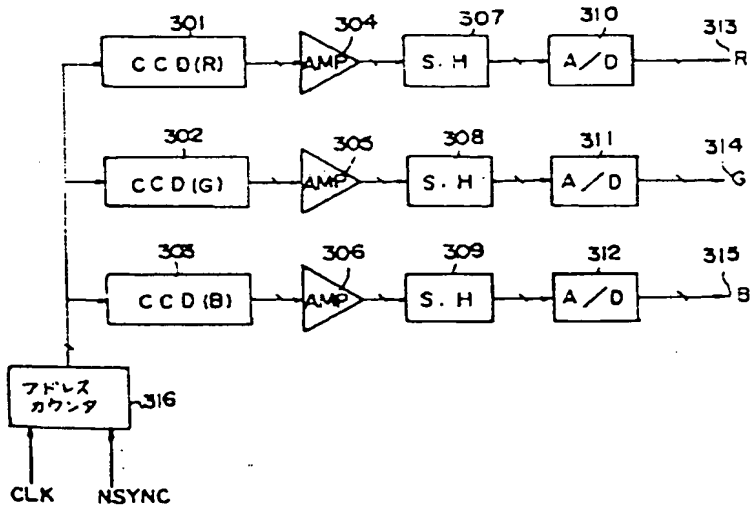 301
304
307
310
313
CCD(R)
AMP
S.H
A/D
R
302
305
308
311
314
CCD(G)
AMP
S.H
A/D
G
303
306
309
312
315
CCD(B)
AMP
S.H
A/D
B
アドレス
カウンタ
316
CLK
NSYNC